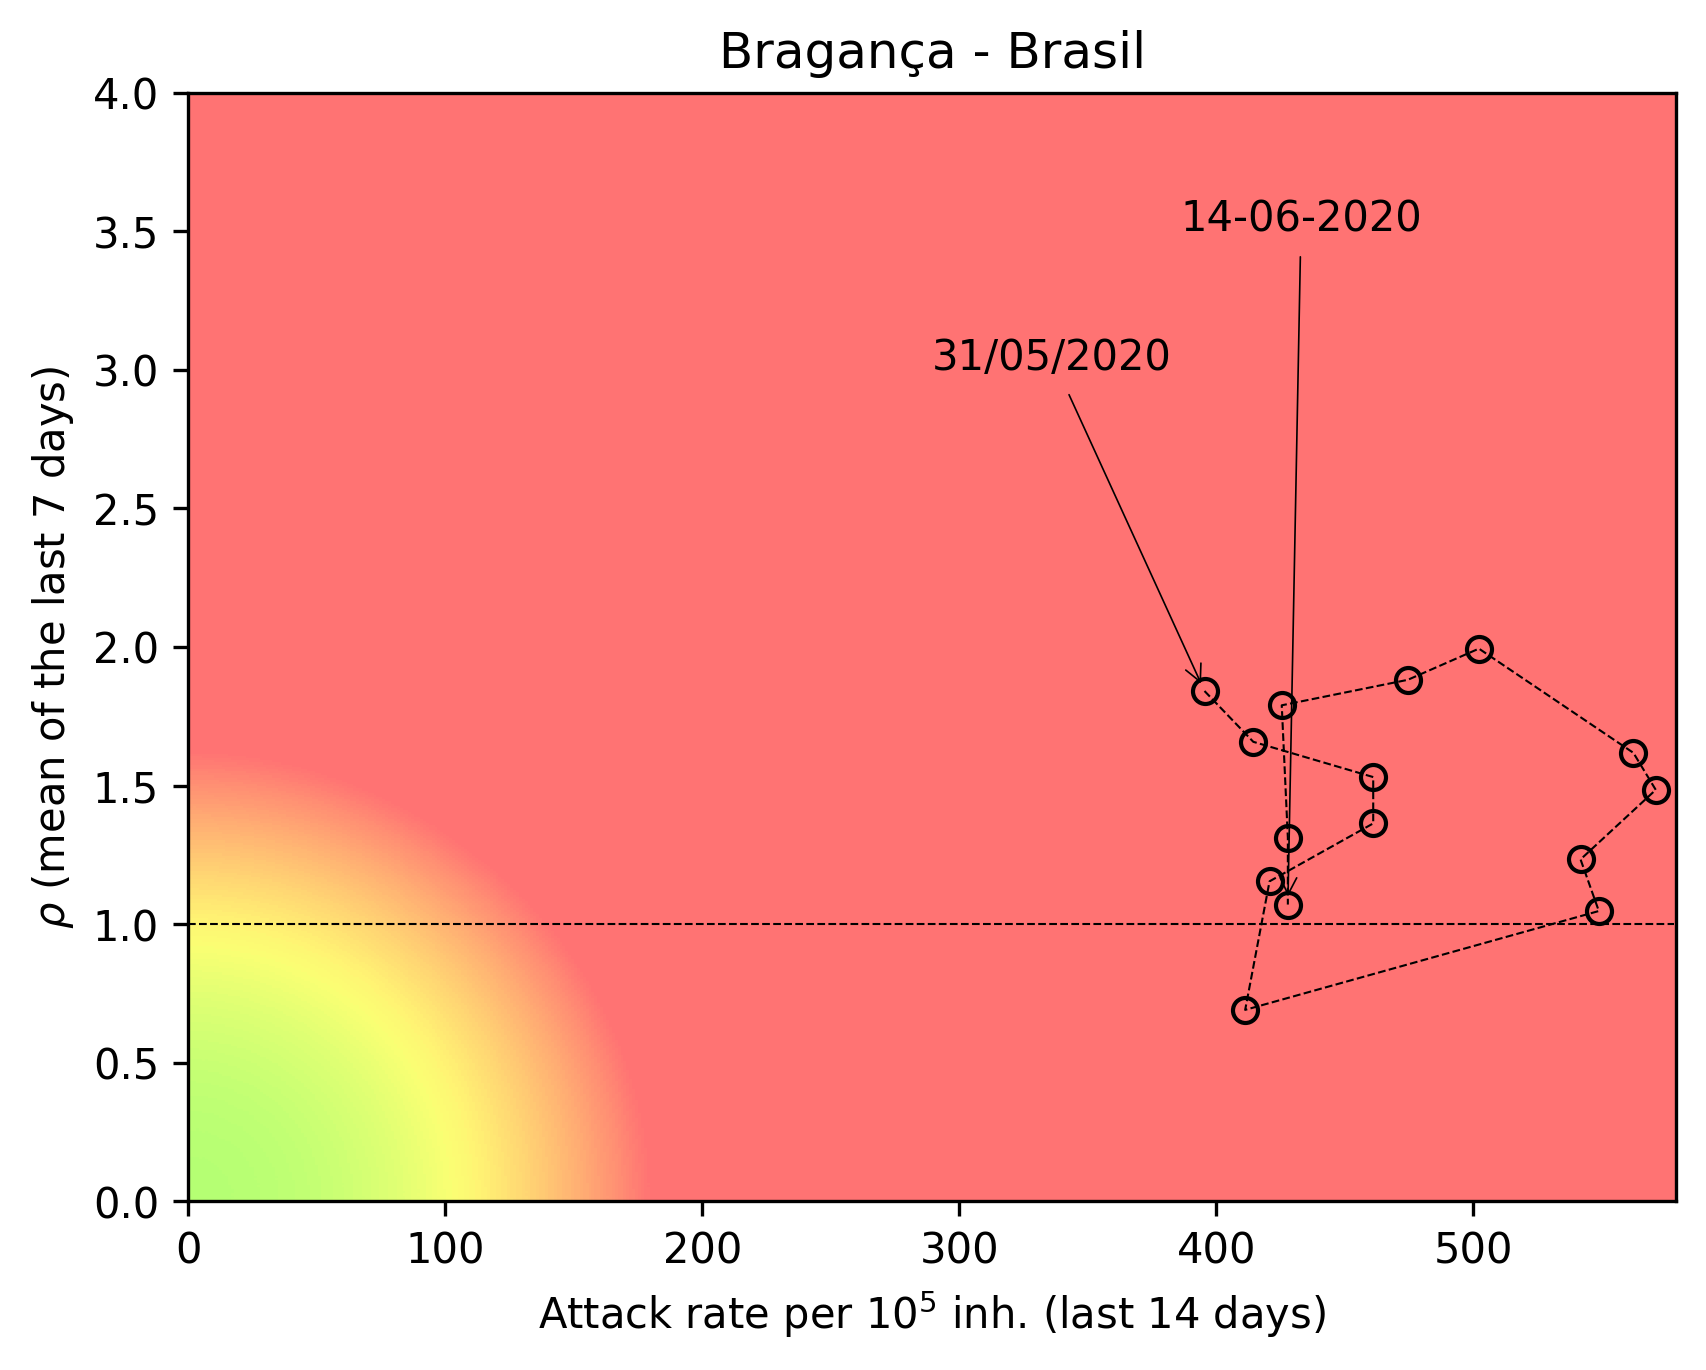 Bragança - Brasil
4.0
3.5
3.0
2.5
2.0
1.5
1.0
0.5
0.0
ρ (mean of the last 7 days)
14-06-2020
31/05/2020
0 100 200 300 400 500
Attack rate per 10⁵ inh. (last 14 days)